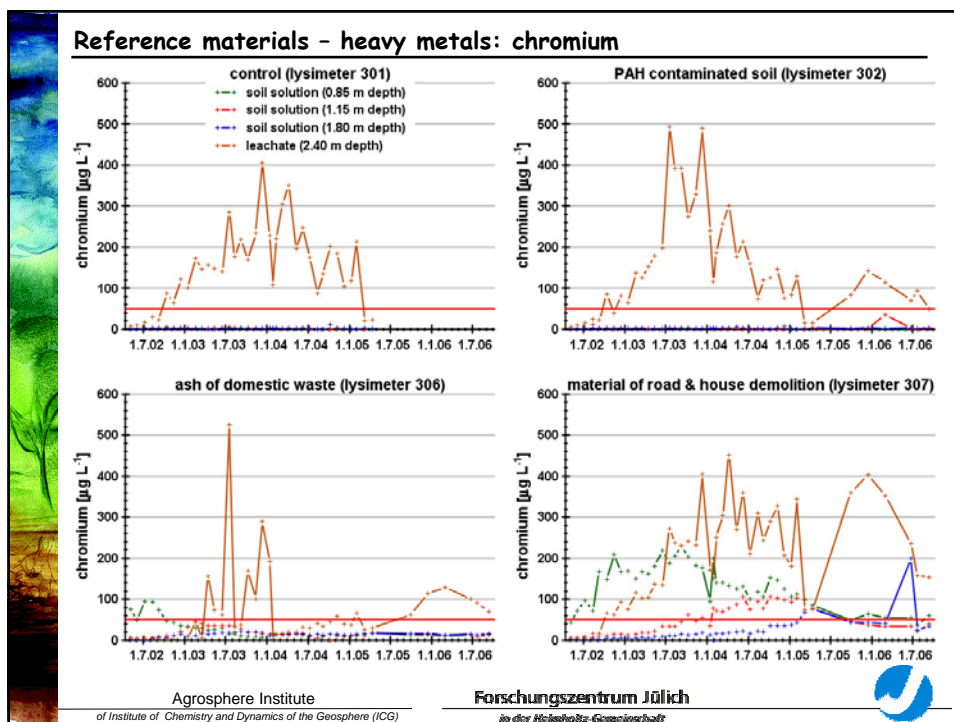 Reference materials – heavy metals: chromium
control (lysimeter 301)
600
500
400
300
200
100
0
chromium [µg L⁻¹]
soil solution (0.85 m depth)
soil solution (1.15 m depth)
soil solution (1.80 m depth)
leachate (2.40 m depth)
1.7.02 1.1.03 1.7.03 1.1.04 1.7.04 1.1.05 1.7.05 1.1.06 1.7.06
PAH contaminated soil (lysimeter 302)
600
500
400
300
200
100
0
chromium [µg L⁻¹]
1.7.02 1.1.03 1.7.03 1.1.04 1.7.04 1.1.05 1.7.05 1.1.06 1.7.06
ash of domestic waste (lysimeter 306)
600
500
400
300
200
100
0
chromium [µg L⁻¹]
1.7.02 1.1.03 1.7.03 1.1.04 1.7.04 1.1.05 1.7.05 1.1.06 1.7.06
material of road & house demolition (lysimeter 307)
600
500
400
300
200
100
0
chromium [µg L⁻¹]
1.7.02 1.1.03 1.7.03 1.1.04 1.7.04 1.1.05 1.7.05 1.1.06 1.7.06
Agrosphere Institute
of Institute of Chemistry and Dynamics of the Geosphere (ICG)
Forschungszentrum Jülich
in der Helmholtz-Gemeinschaft